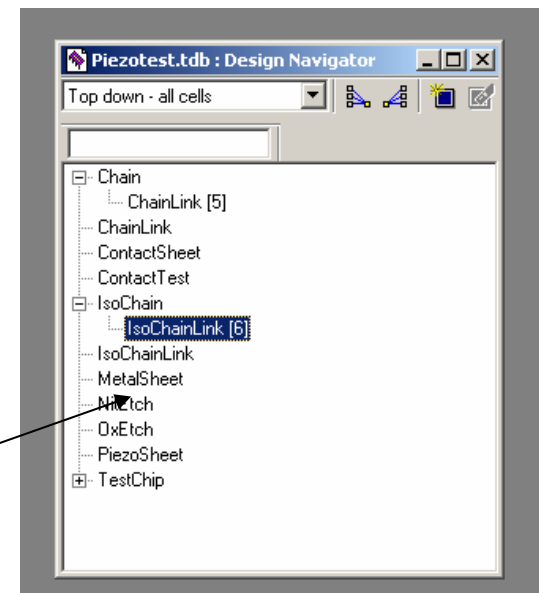 Piezotest.tdb : Design Navigator
Top down - all cells
Chain
ChainLink [5]
ChainLink
ContactSheet
ContactTest
IsoChain
IsoChainLink [6]
IsoChainLink
MetalSheet
NitEtch
OxEtch
PiezoSheet
TestChip